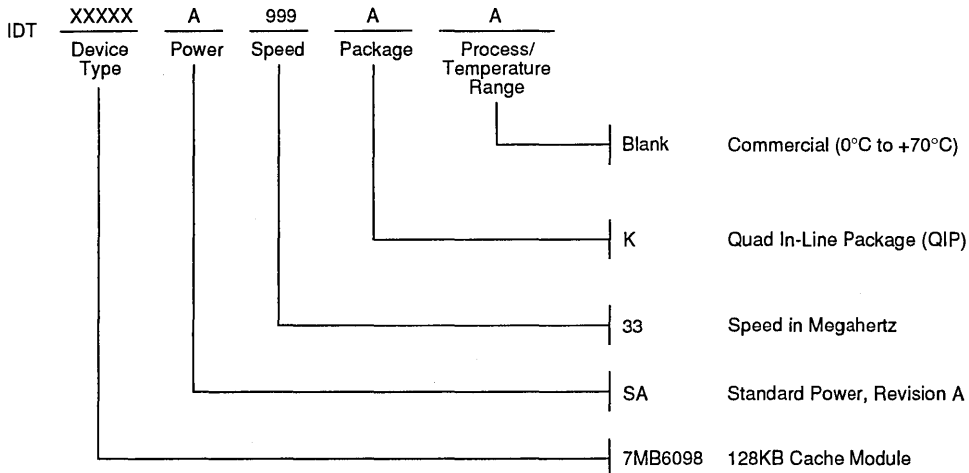 IDT XXXXX A 999 A A
Device Type Power Speed Package Process/ Temperature Range
Blank Commercial (0°C to +70°C)
K Quad In-Line Package (QIP)
33 Speed in Megahertz
SA Standard Power, Revision A
7MB6098 128KB Cache Module